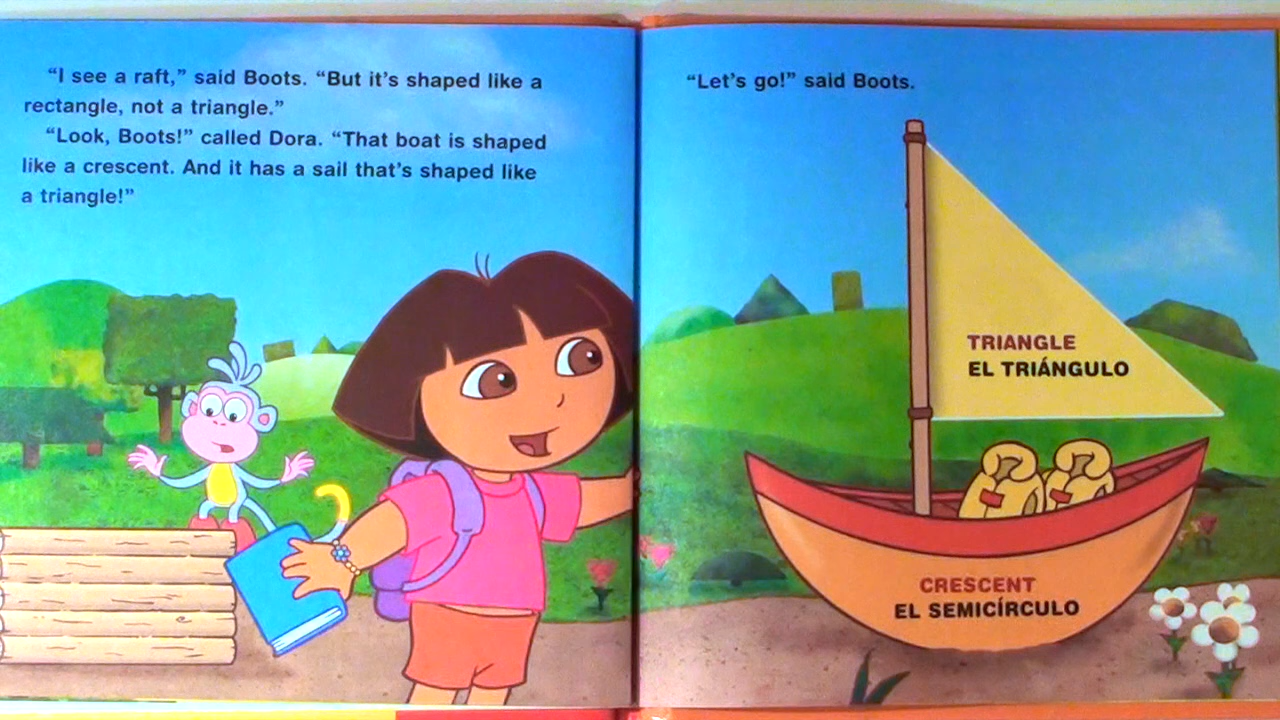 “I see a raft,” said Boots. “But it’s shaped like a
rectangle, not a triangle.”
“Look, Boots!” called Dora. “That boat is shaped
like a crescent. And it has a sail that’s shaped like
a triangle!”
“Let’s go!” said Boots.
TRIANGLE
EL TRIÁNGULO
CRESCENT
EL SEMICÍRCULO